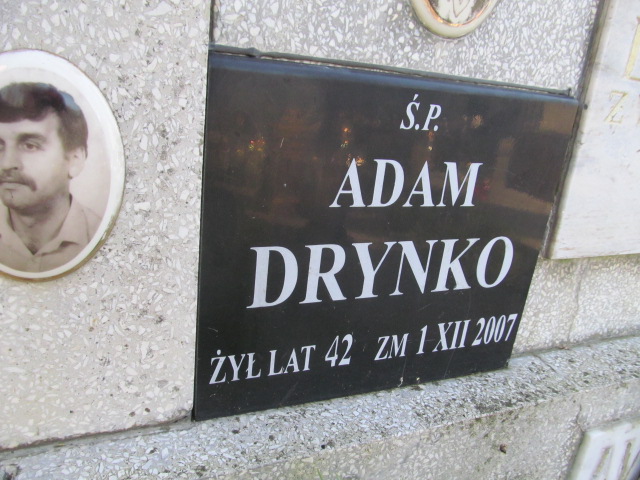 Ś.P.
ADAM
DRYNKO
ŻYŁ LAT 42 ZM 1 XII 2007